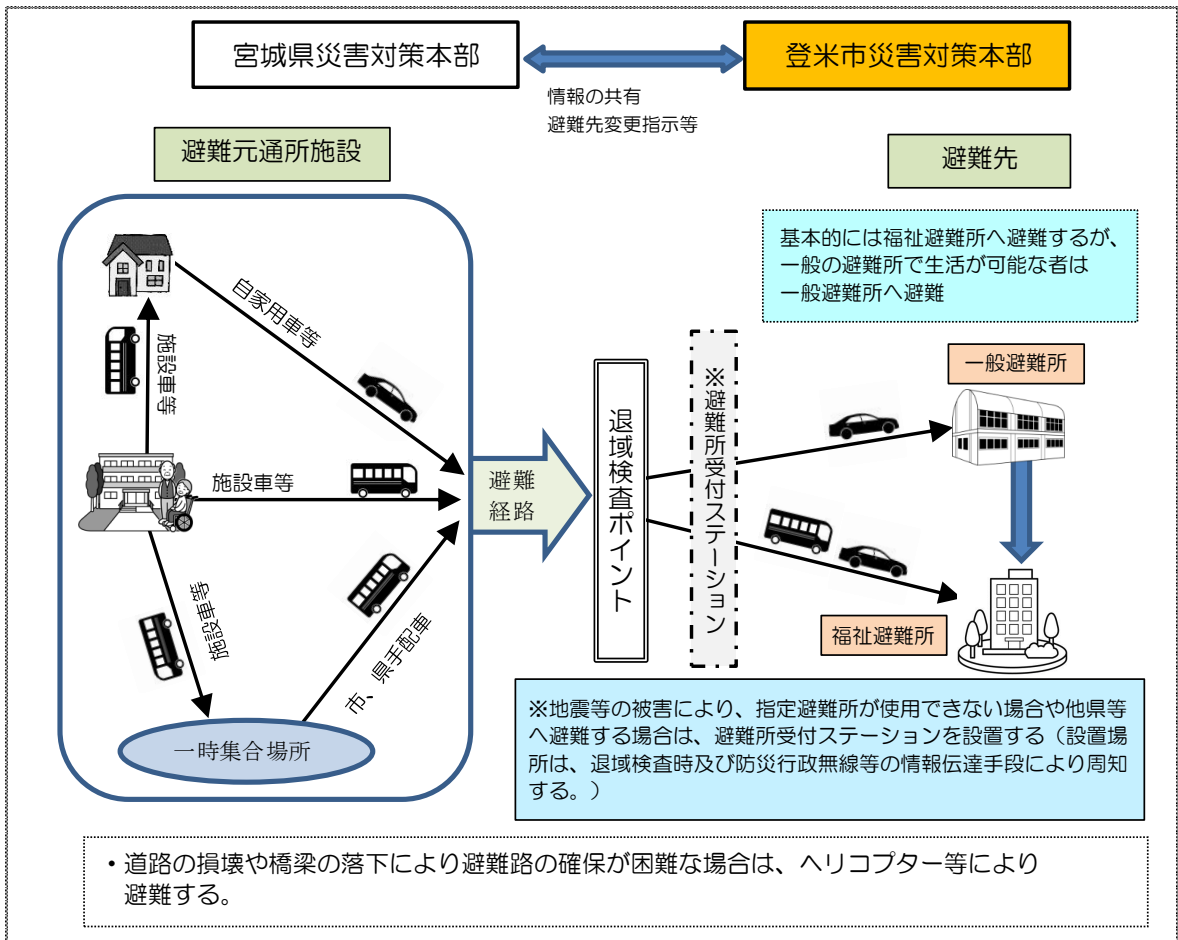 宮城県災害対策本部
登米市災害対策本部
情報の共有
避難先変更指示等
避難元通所施設
避難先
基本的には福祉避難所へ避難するが、
一般の避難所で生活が可能な者は
一般避難所へ避難
自家用車等
施設車等
施設車等
施設車等
市、県手配車
一時集合場所
避難
経路
退域検査ポイント
※避難所受付ステーション
一般避難所
福祉避難所
※地震等の被害により、指定避難所が使用できない場合や他県等
へ避難する場合は、避難所受付ステーションを設置する（設置場
所は、退域検査時及び防災行政無線等の情報伝達手段により周知
する。）
・道路の損壊や橋梁の落下により避難路の確保が困難な場合は、ヘリコプター等により
避難する。